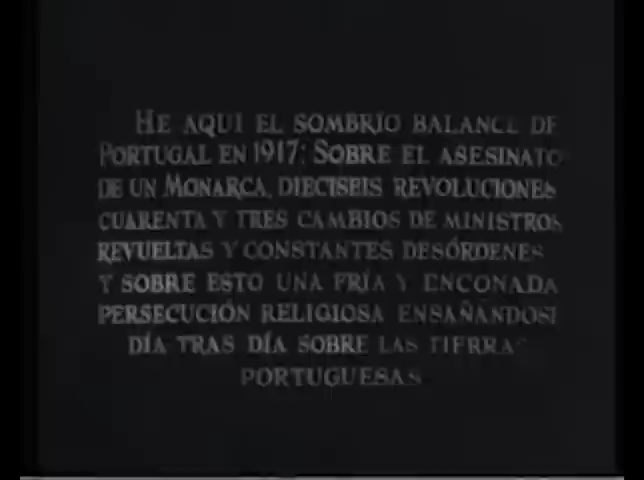 HE AQUI EL SOMBRIO BALANCE DE
PORTUGAL EN 1917: SOBRE EL ASESINATO
DE UN MONARCA, DIECISEIS REVOLUCIONES
CUARENTA Y TRES CAMBIOS DE MINISTROS
REVUELTAS Y CONSTANTES DESÓRDENES
Y SOBRE ESTO UNA FRÍA Y ENCONADA
PERSECUCIÓN RELIGIOSA ENSAÑÁNDOSE
DÍA TRAS DÍA SOBRE LAS TIERRAS
PORTUGUESAS